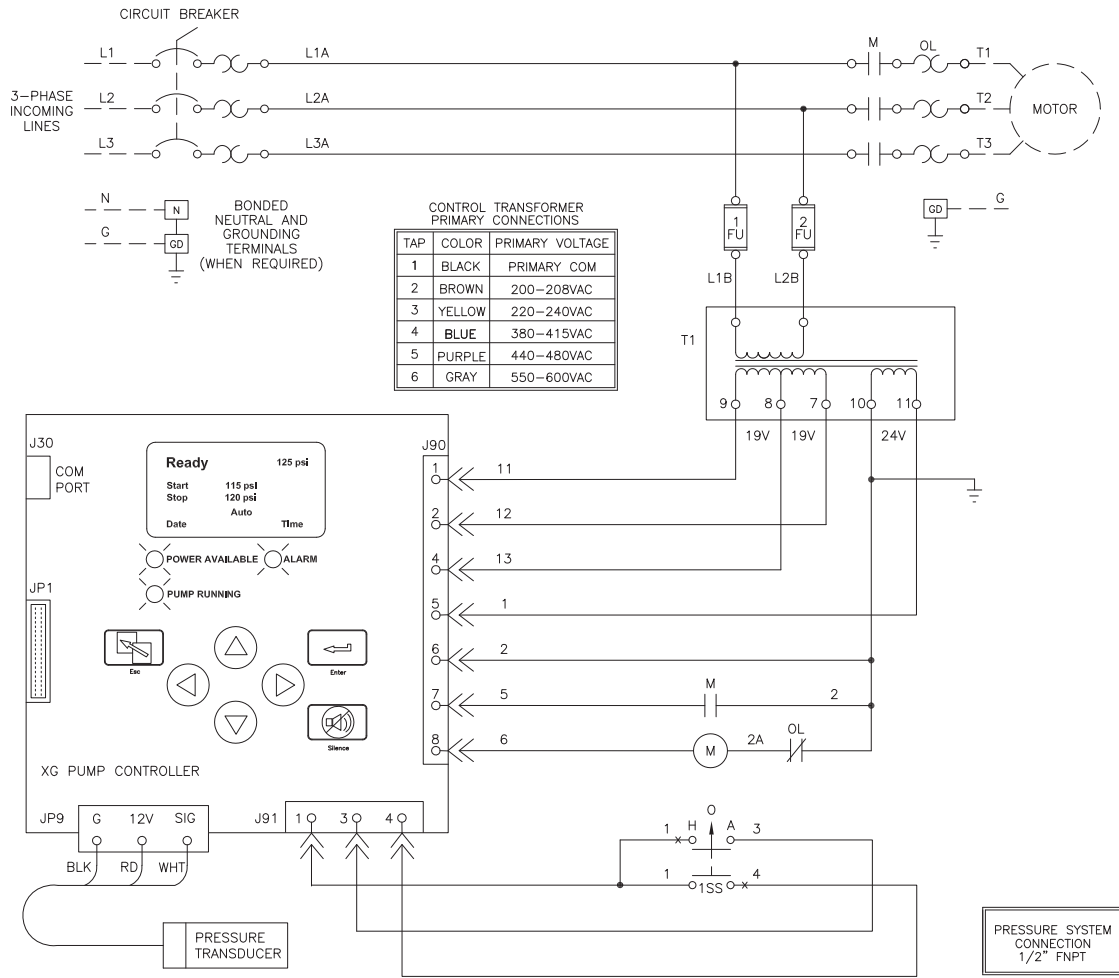 CIRCUIT BREAKER
L1
L1A
M
OL
T1
3-PHASE
INCOMING
LINES
L2
L2A
T2
MOTOR
L3
L3A
T3
N
N
G
GD
BONDED
NEUTRAL AND
GROUNDING
TERMINALS
(WHEN REQUIRED)
CONTROL TRANSFORMER
PRIMARY CONNECTIONS
TAP COLOR PRIMARY VOLTAGE
1 BLACK PRIMARY COM
2 BROWN 200-208VAC
3 YELLOW 220-240VAC
4 BLUE 380-415VAC
5 PURPLE 440-480VAC
6 GRAY 550-600VAC
1
FU
2
FU
GD
G
L1B
L2B
T1
9
8
7
10
11
19V
19V
24V
J30
COM
PORT
Ready 125 psi
Start 115 psi
Stop 120 psi
Auto
Date Time
POWER AVAILABLE
ALARM
PUMP RUNNING
JP1
Esc
Enter
Silence
XG PUMP CONTROLLER
J90
1
11
2
12
4
13
5
1
6
2
7
5
M
2
8
6
M
2A
OL
JP9
G
12V
SIG
BLK
RD
WHT
J91
1
3
4
PRESSURE
TRANSDUCER
O
1
x
H
A
3
1
1SS
x
4
PRESSURE SYSTEM
CONNECTION
1/2" FNPT